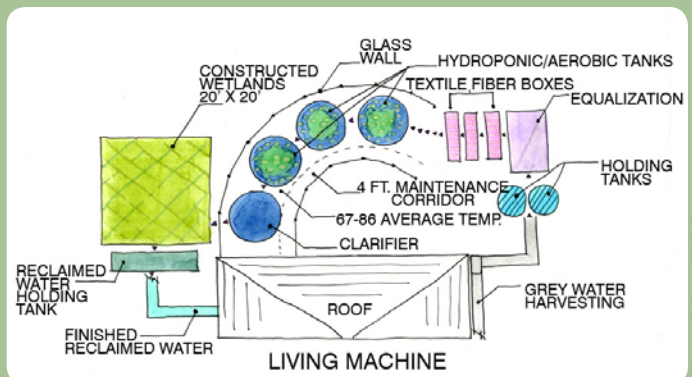 GLASS
WALL
HYDROPONIC/AEROBIC TANKS
CONSTRUCTED
WETLANDS
20' X 20'
TEXTILE FIBER BOXES
EQUALIZATION
HOLDING
TANKS
4 FT. MAINTENANCE
CORRIDOR
67-86 AVERAGE TEMP.
CLARIFIER
RECLAIMED
WATER
HOLDING
TANK
ROOF
GREY WATER
HARVESTING
FINISHED
RECLAIMED WATER
LIVING MACHINE